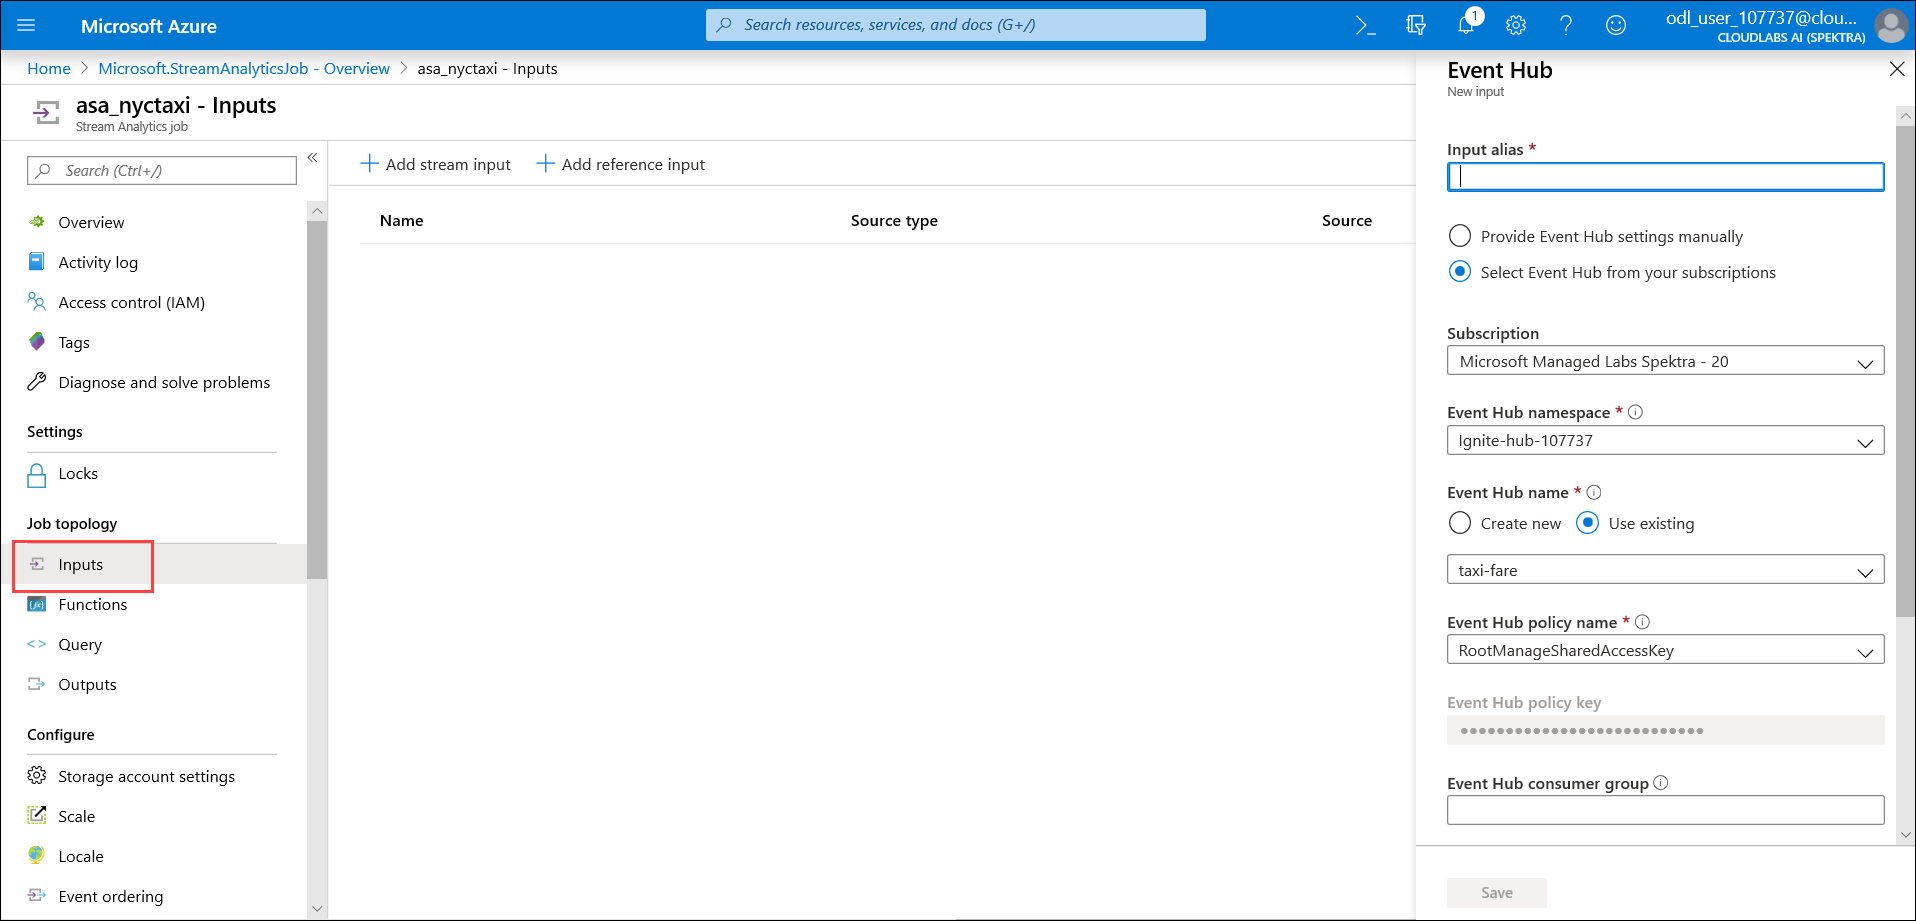 Microsoft Azure
Search resources, services, and docs (G+/)
1
odl_user_107737@clou...
CLOUDLABS AI (SPEKTRA)
Home > Microsoft.StreamAnalyticsJob - Overview > asa_nyctaxi - Inputs
asa_nyctaxi - Inputs
Stream Analytics job
Search (Ctrl+/)
Overview
Activity log
Access control (IAM)
Tags
Diagnose and solve problems
Settings
Locks
Job topology
Inputs
Functions
Query
Outputs
Configure
Storage account settings
Scale
Locale
Event ordering
Add stream input
Add reference input
Name Source type Source
Event Hub
New input
Input alias *
Provide Event Hub settings manually
Select Event Hub from your subscriptions
Subscription
Microsoft Managed Labs Spektra - 20
Event Hub namespace *
Ignite-hub-107737
Event Hub name *
Create new Use existing
taxi-fare
Event Hub policy name *
RootManageSharedAccessKey
Event Hub policy key
•••••••••••••••••••••••••••
Event Hub consumer group
Save